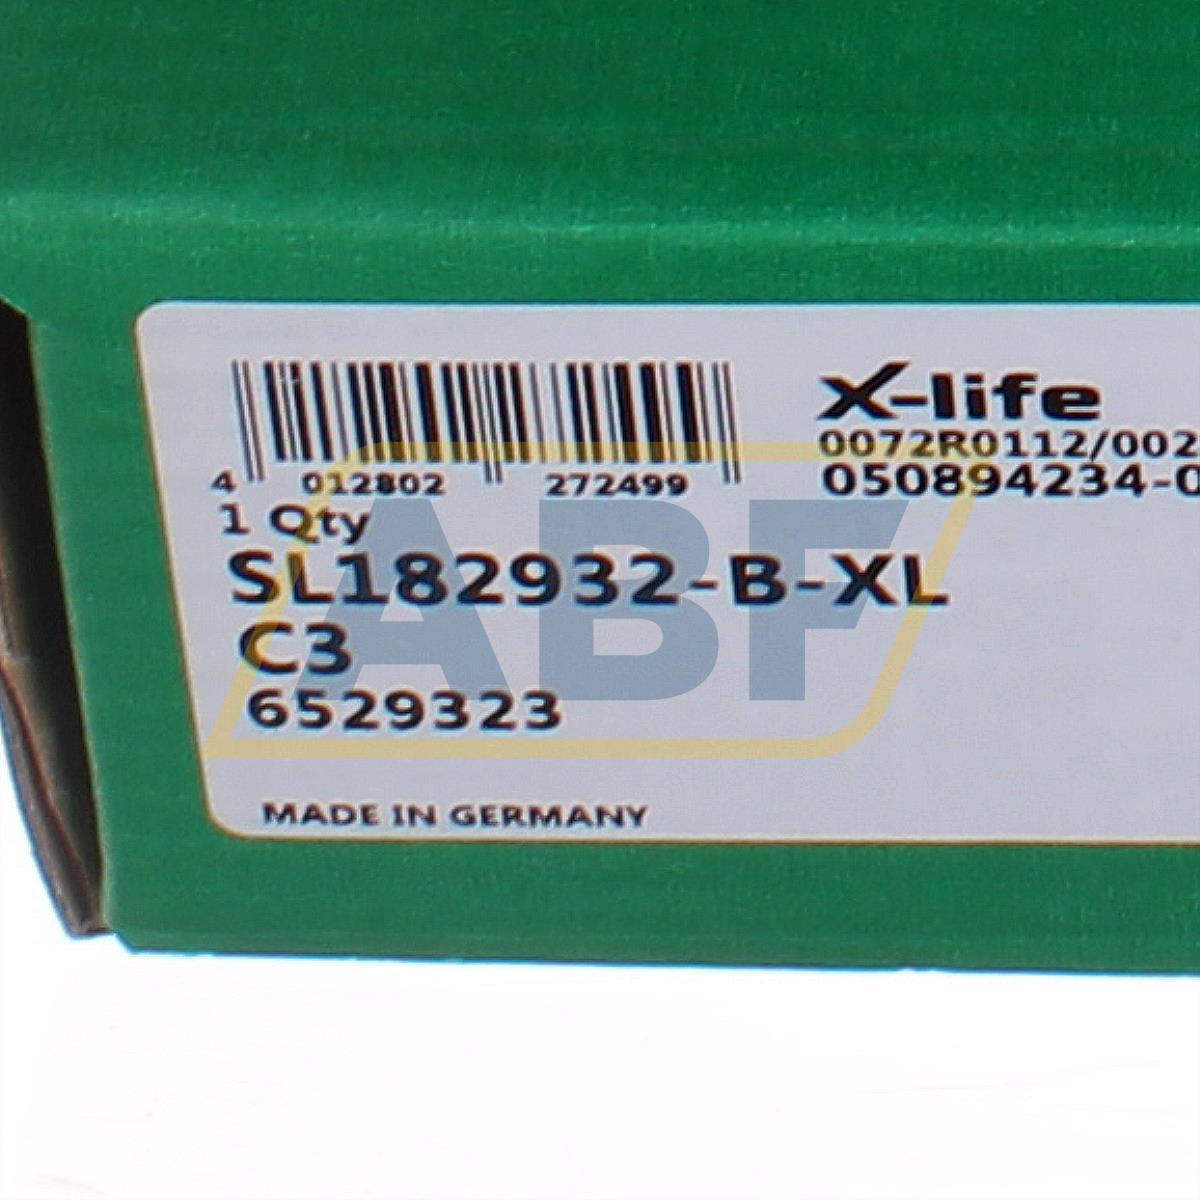 X-life
0072R0112/002
050894234-0
4 012802 272499
1 Qty
SL182932-B-XL
C3
6529323
MADE IN GERMANY
ABF